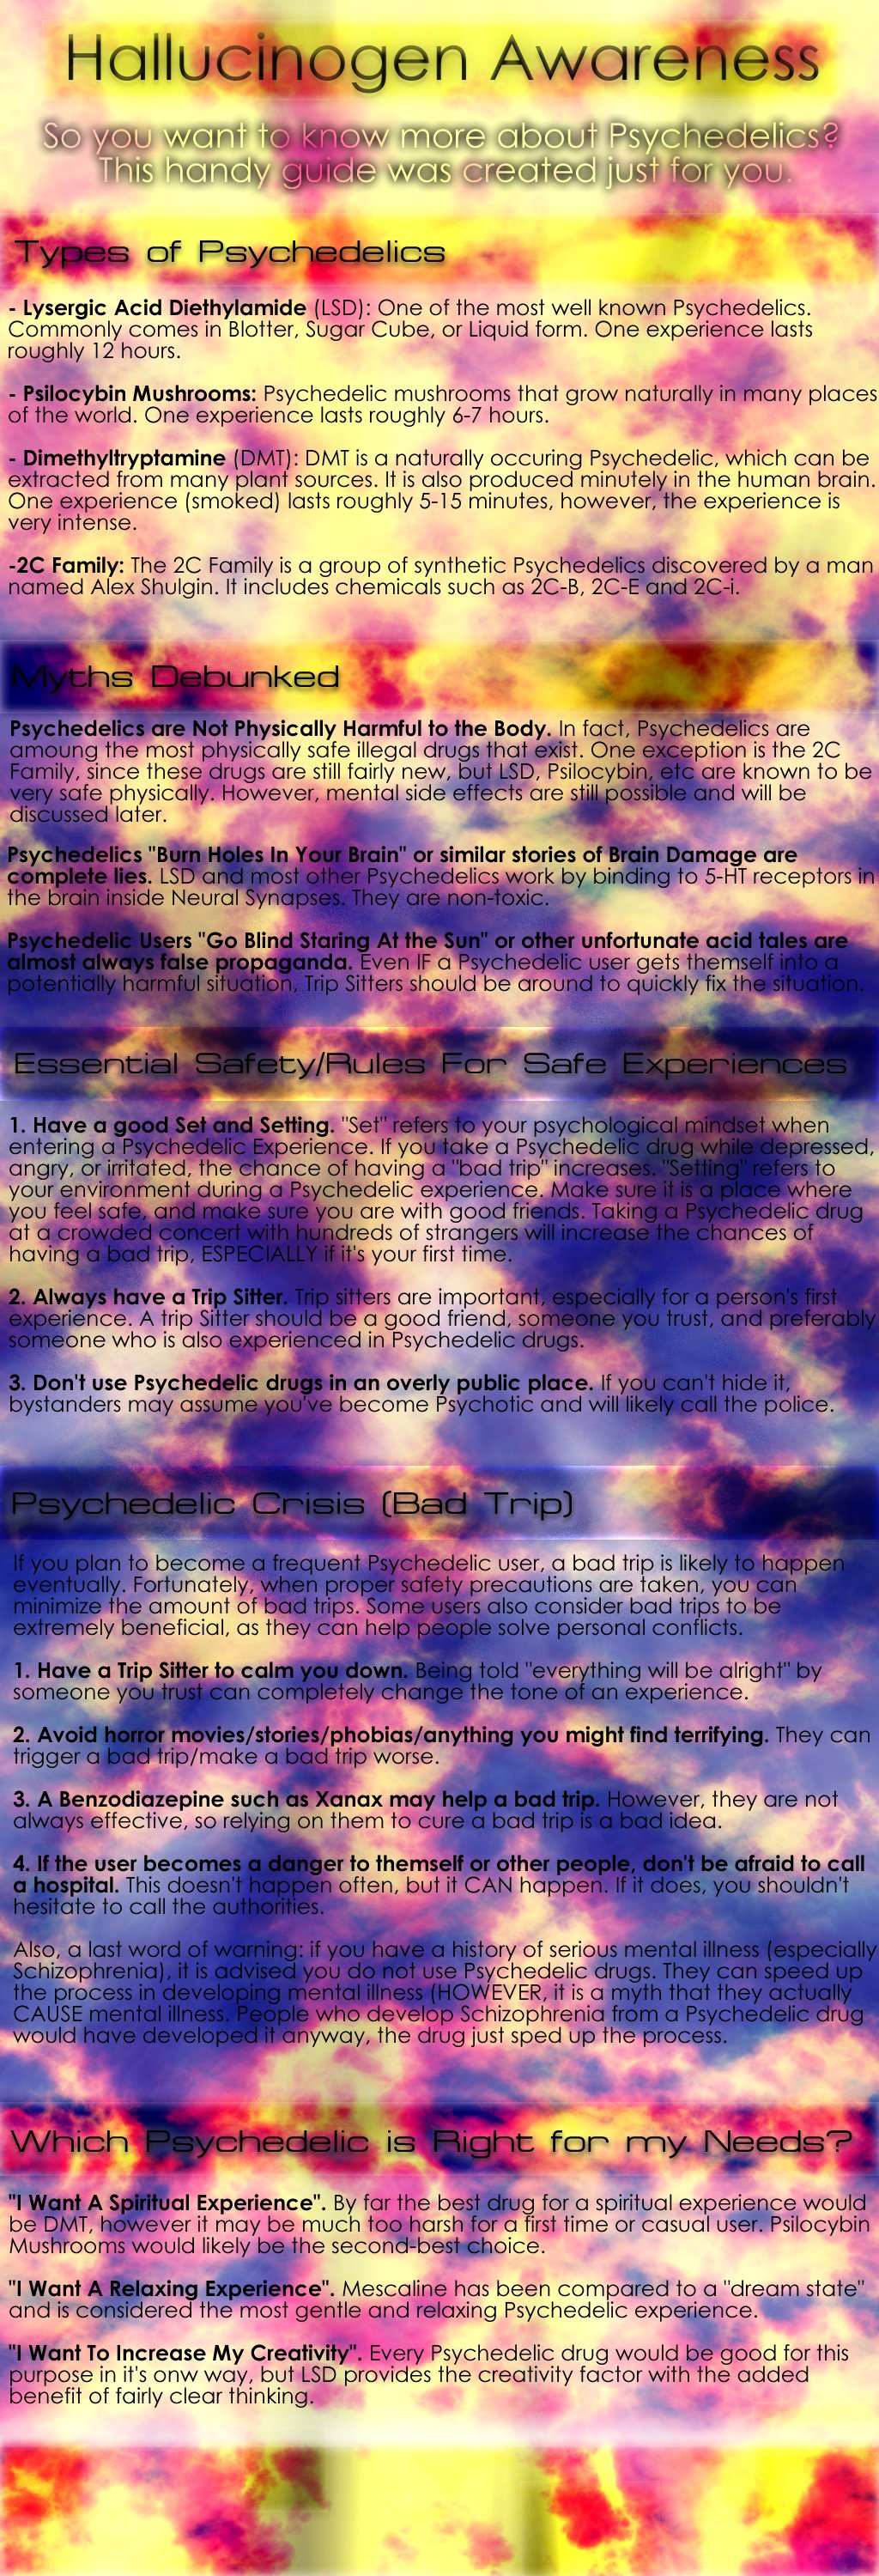 Hallucinogen Awareness
So you want to know more about Psychedelics?
This handy guide was created just for you.
Types of Psychedelics
- Lysergic Acid Diethylamide (LSD): One of the most well known Psychedelics.
Commonly comes in Blotter, Sugar Cube, or Liquid form. One experience lasts
roughly 12 hours.
- Psilocybin Mushrooms: Psychedelic mushrooms that grow naturally in many places
of the world. One experience lasts roughly 6-7 hours.
- Dimethyltryptamine (DMT): DMT is a naturally occuring Psychedelic, which can be
extracted from many plant sources. It is also produced minutely in the human brain.
One experience (smoked) lasts roughly 5-15 minutes, however, the experience is
very intense.
-2C Family: The 2C Family is a group of synthetic Psychedelics discovered by a man
named Alex Shulgin. It includes chemicals such as 2C-B, 2C-E and 2C-i.
Myths Debunked
Psychedelics are Not Physically Harmful to the Body. In fact, Psychedelics are
amoung the most physically safe illegal drugs that exist. One exception is the 2C
Family, since these drugs are still fairly new, but LSD, Psilocybin, etc are known to be
very safe physically. However, mental side effects are still possible and will be
discussed later.
Psychedelics "Burn Holes In Your Brain" or similar stories of Brain Damage are
complete lies. LSD and most other Psychedelics work by binding to 5-HT receptors in
the brain inside Neural Synapses. They are non-toxic.
Psychedelic Users "Go Blind Staring At the Sun" or other unfortunate acid tales are
almost always false propaganda. Even IF a Psychedelic user gets themself into a
potentially harmful situation, Trip Sitters should be around to quickly fix the situation.
Essential Safety/Rules For Safe Experiences
1. Have a good Set and Setting. "Set" refers to your psychological mindset when
entering a Psychedelic Experience. If you take a Psychedelic drug while depressed,
angry, or irritated, the chance of having a "bad trip" increases. "Setting" refers to
your environment during a Psychedelic experience. Make sure it is a place where
you feel safe, and make sure you are with good friends. Taking a Psychedelic drug
at a crowded concert with hundreds of strangers will increase the chances of
having a bad trip, ESPECIALLY if it's your first time.
2. Always have a Trip Sitter. Trip sitters are important, especially for a person's first
experience. A trip Sitter should be a good friend, someone you trust, and preferably
someone who is also experienced in Psychedelic drugs.
3. Don't use Psychedelic drugs in an overly public place. If you can't hide it,
bystanders may assume you've become Psychotic and will likely call the police.
Psychedelic Crisis (Bad Trip)
If you plan to become a frequent Psychedelic user, a bad trip is likely to happen
eventually. Fortunately, when proper safety precautions are taken, you can
minimize the amount of bad trips. Some users also consider bad trips to be
extremely beneficial, as they can help people solve personal conflicts.
1. Have a Trip Sitter to calm you down. Being told "everything will be alright" by
someone you trust can completely change the tone of an experience.
2. Avoid horror movies/stories/phobias/anything you might find terrifying. They can
trigger a bad trip/make a bad trip worse.
3. A Benzodiazepine such as Xanax may help a bad trip. However, they are not
always effective, so relying on them to cure a bad trip is a bad idea.
4. If the user becomes a danger to themself or other people, don't be afraid to call
a hospital. This doesn't happen often, but it CAN happen. If it does, you shouldn't
hesitate to call the authorities.
Also, a last word of warning: if you have a history of serious mental illness (especially
Schizophrenia), it is advised you do not use Psychedelic drugs. They can speed up
the process in developing mental illness (HOWEVER, it is a myth that they actually
CAUSE mental illness. People who develop Schizophrenia from a Psychedelic drug
would have developed it anyway, the drug just sped up the process.
Which Psychedelic is Right for my Needs?
"I Want A Spiritual Experience". By far the best drug for a spiritual experience would
be DMT, however it may be much too harsh for a first time or casual user. Psilocybin
Mushrooms would likely be the second-best choice.
"I Want A Relaxing Experience". Mescaline has been compared to a "dream state"
and is considered the most gentle and relaxing Psychedelic experience.
"I Want To Increase My Creativity". Every Psychedelic drug would be good for this
purpose in it's onw way, but LSD provides the creativity factor with the added
benefit of fairly clear thinking.